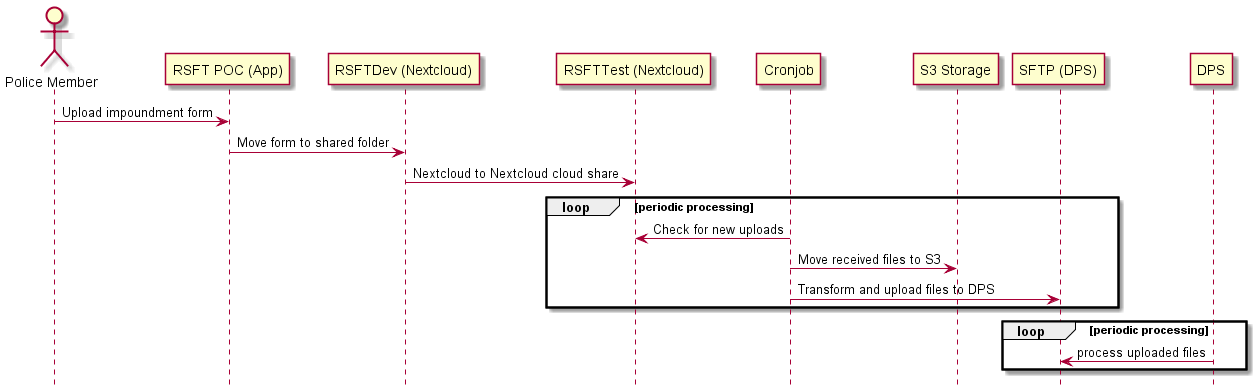 Police Member
RSFT POC (App)
RSFTDev (Nextcloud)
RSFTTest (Nextcloud)
Cronjob
S3 Storage
SFTP (DPS)
DPS
Upload impoundment form
Move form to shared folder
Nextcloud to Nextcloud cloud share
loop
[periodic processing]
Check for new uploads
Move received files to S3
Transform and upload files to DPS
loop
[periodic processing]
process uploaded files